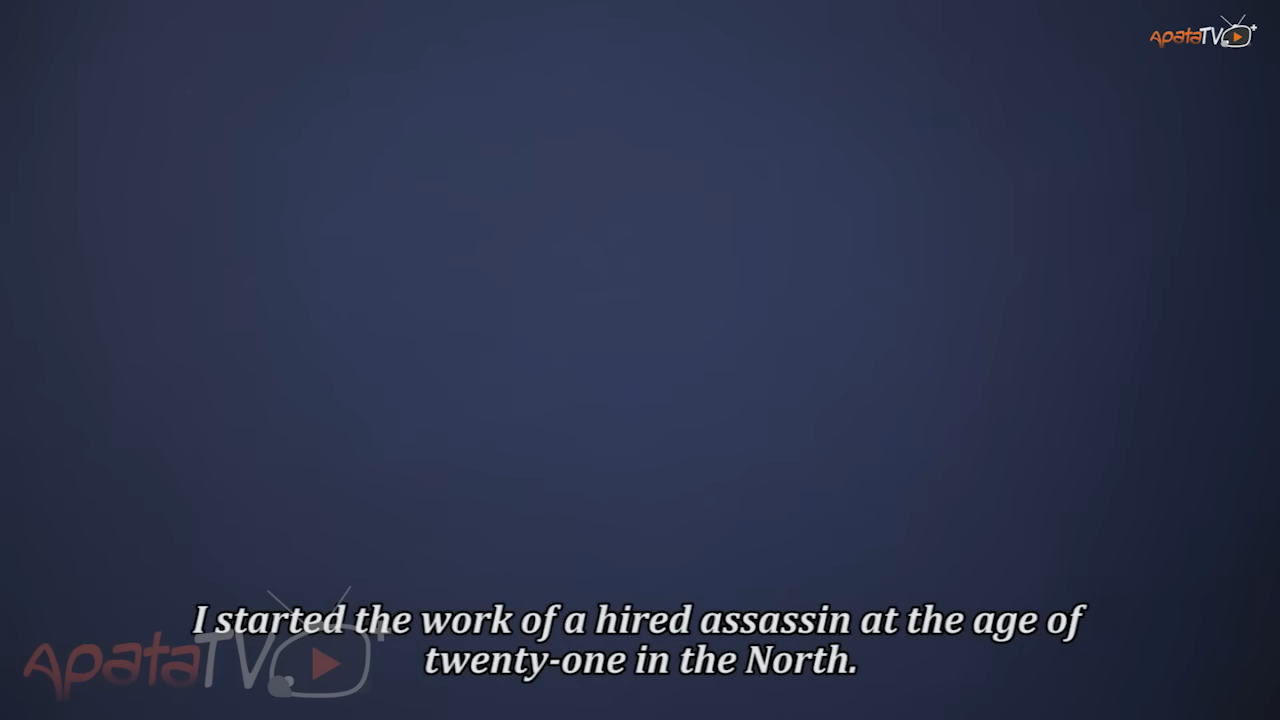 ApataTV+
I started the work of a hired assassin at the age of
twenty-one in the North.
ApataTV+